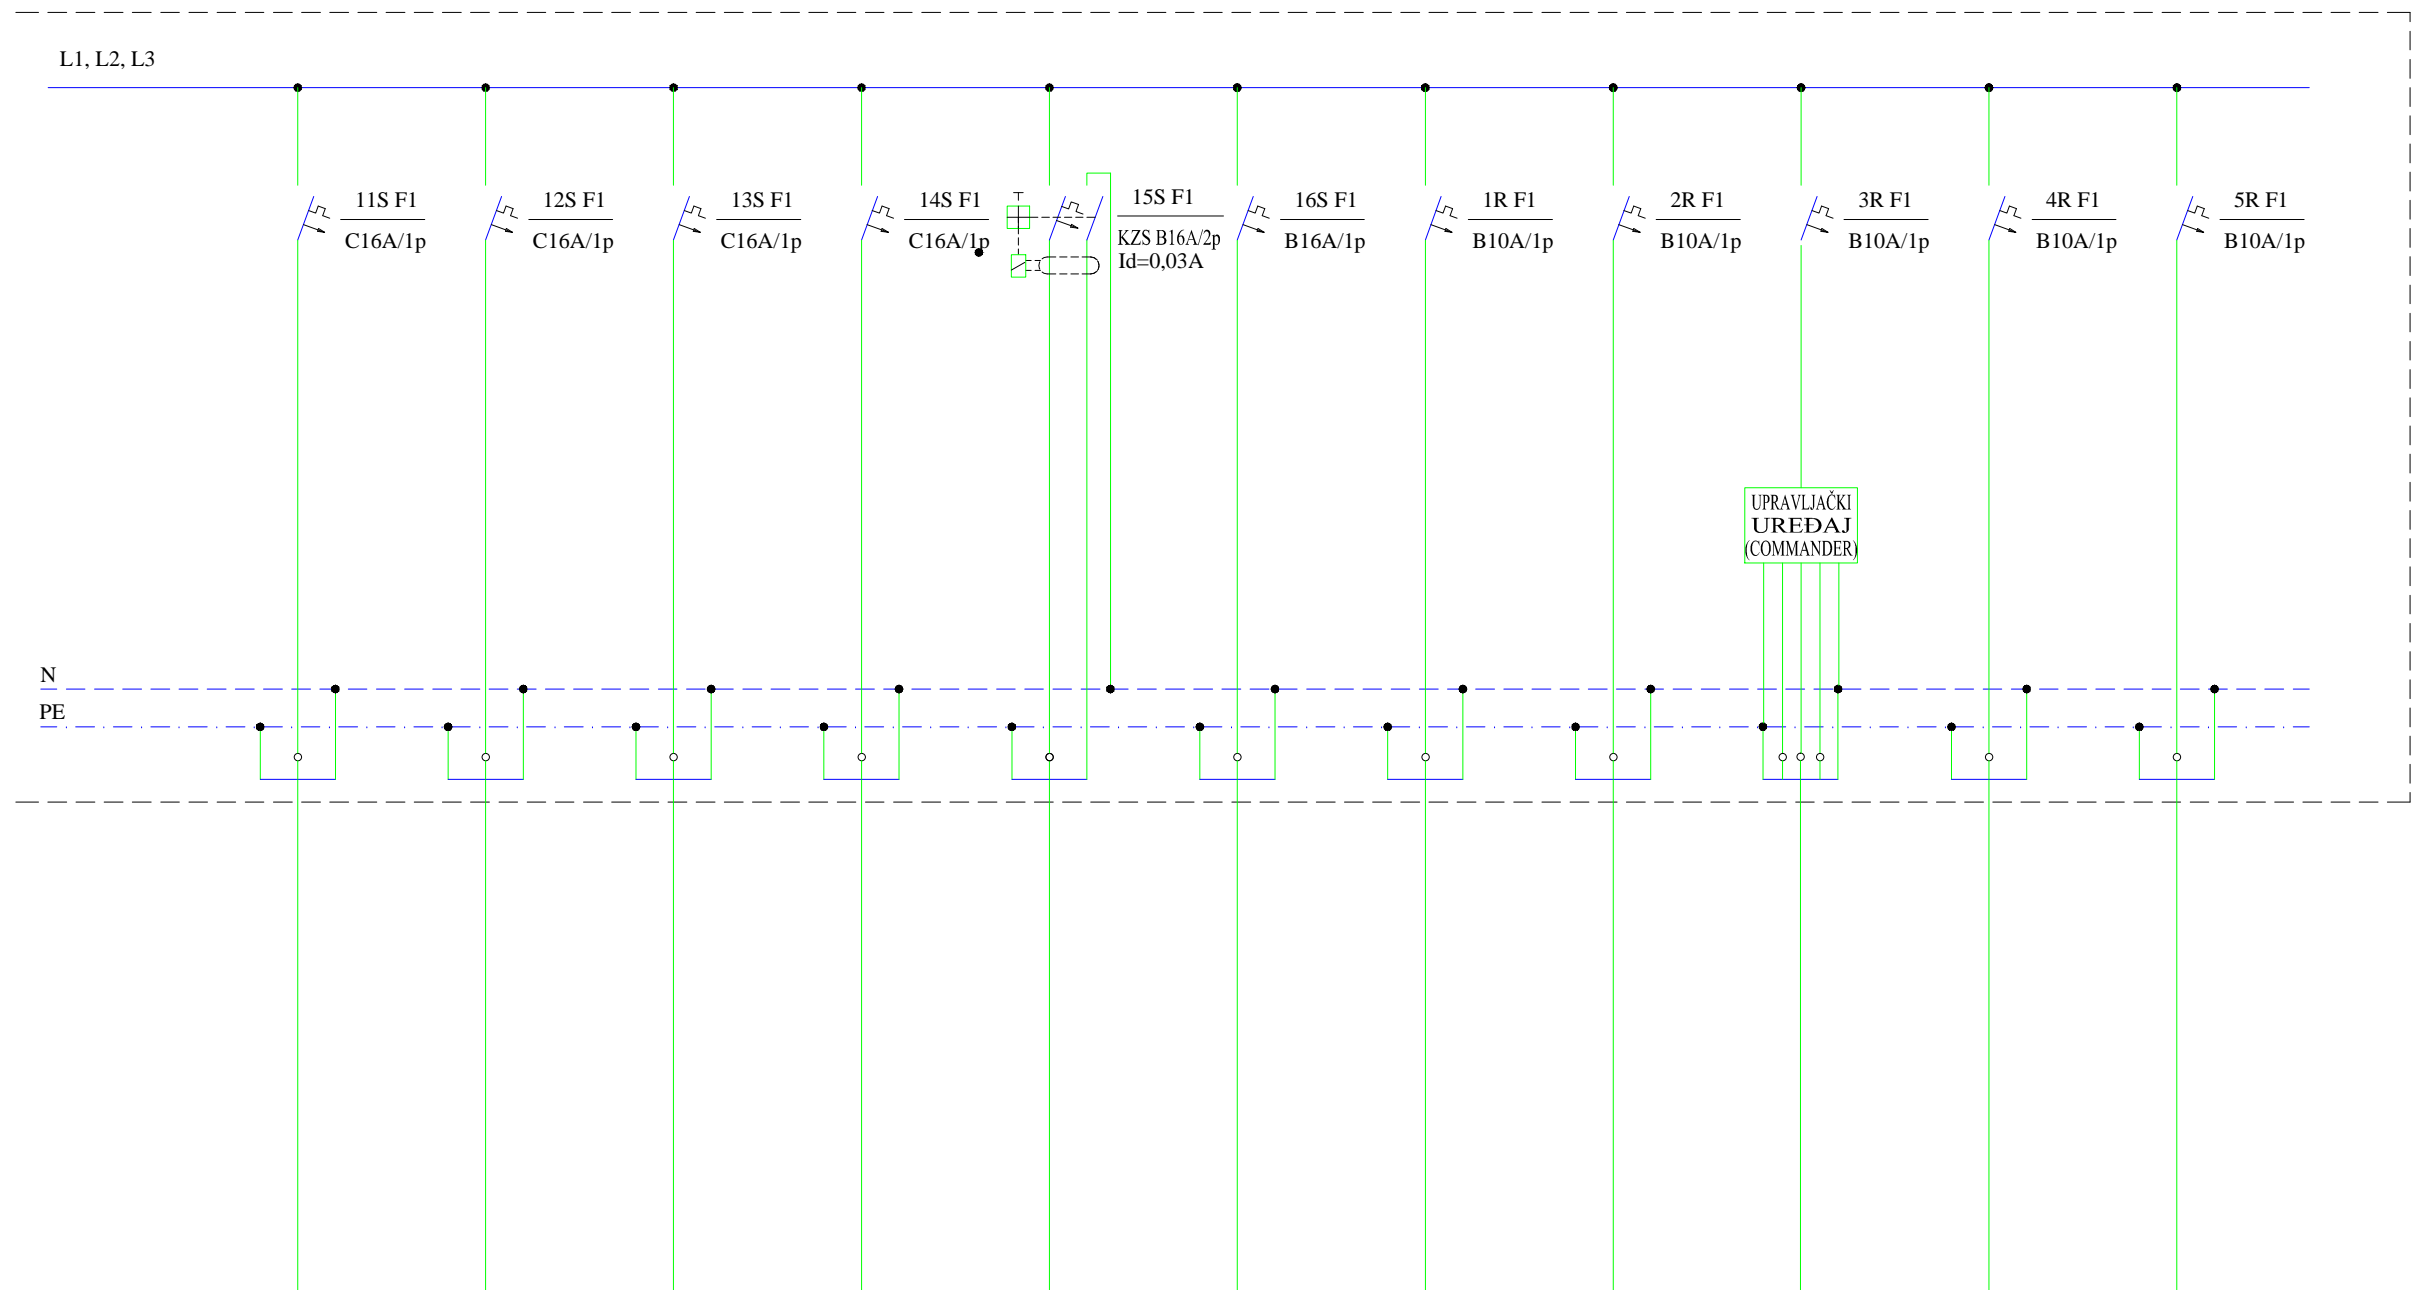 L1, L2, L3
11S F1
C16A/1p
12S F1
C16A/1p
13S F1
C16A/1p
14S F1
C16A/1p
15S F1
KZS B16A/2p
Id=0,03A
16S F1
B16A/1p
1R F1
B10A/1p
2R F1
B10A/1p
3R F1
B10A/1p
4R F1
B10A/1p
5R F1
B10A/1p
UPRAVLJAČKI
UREĐAJ
(COMMANDER)
N
PE